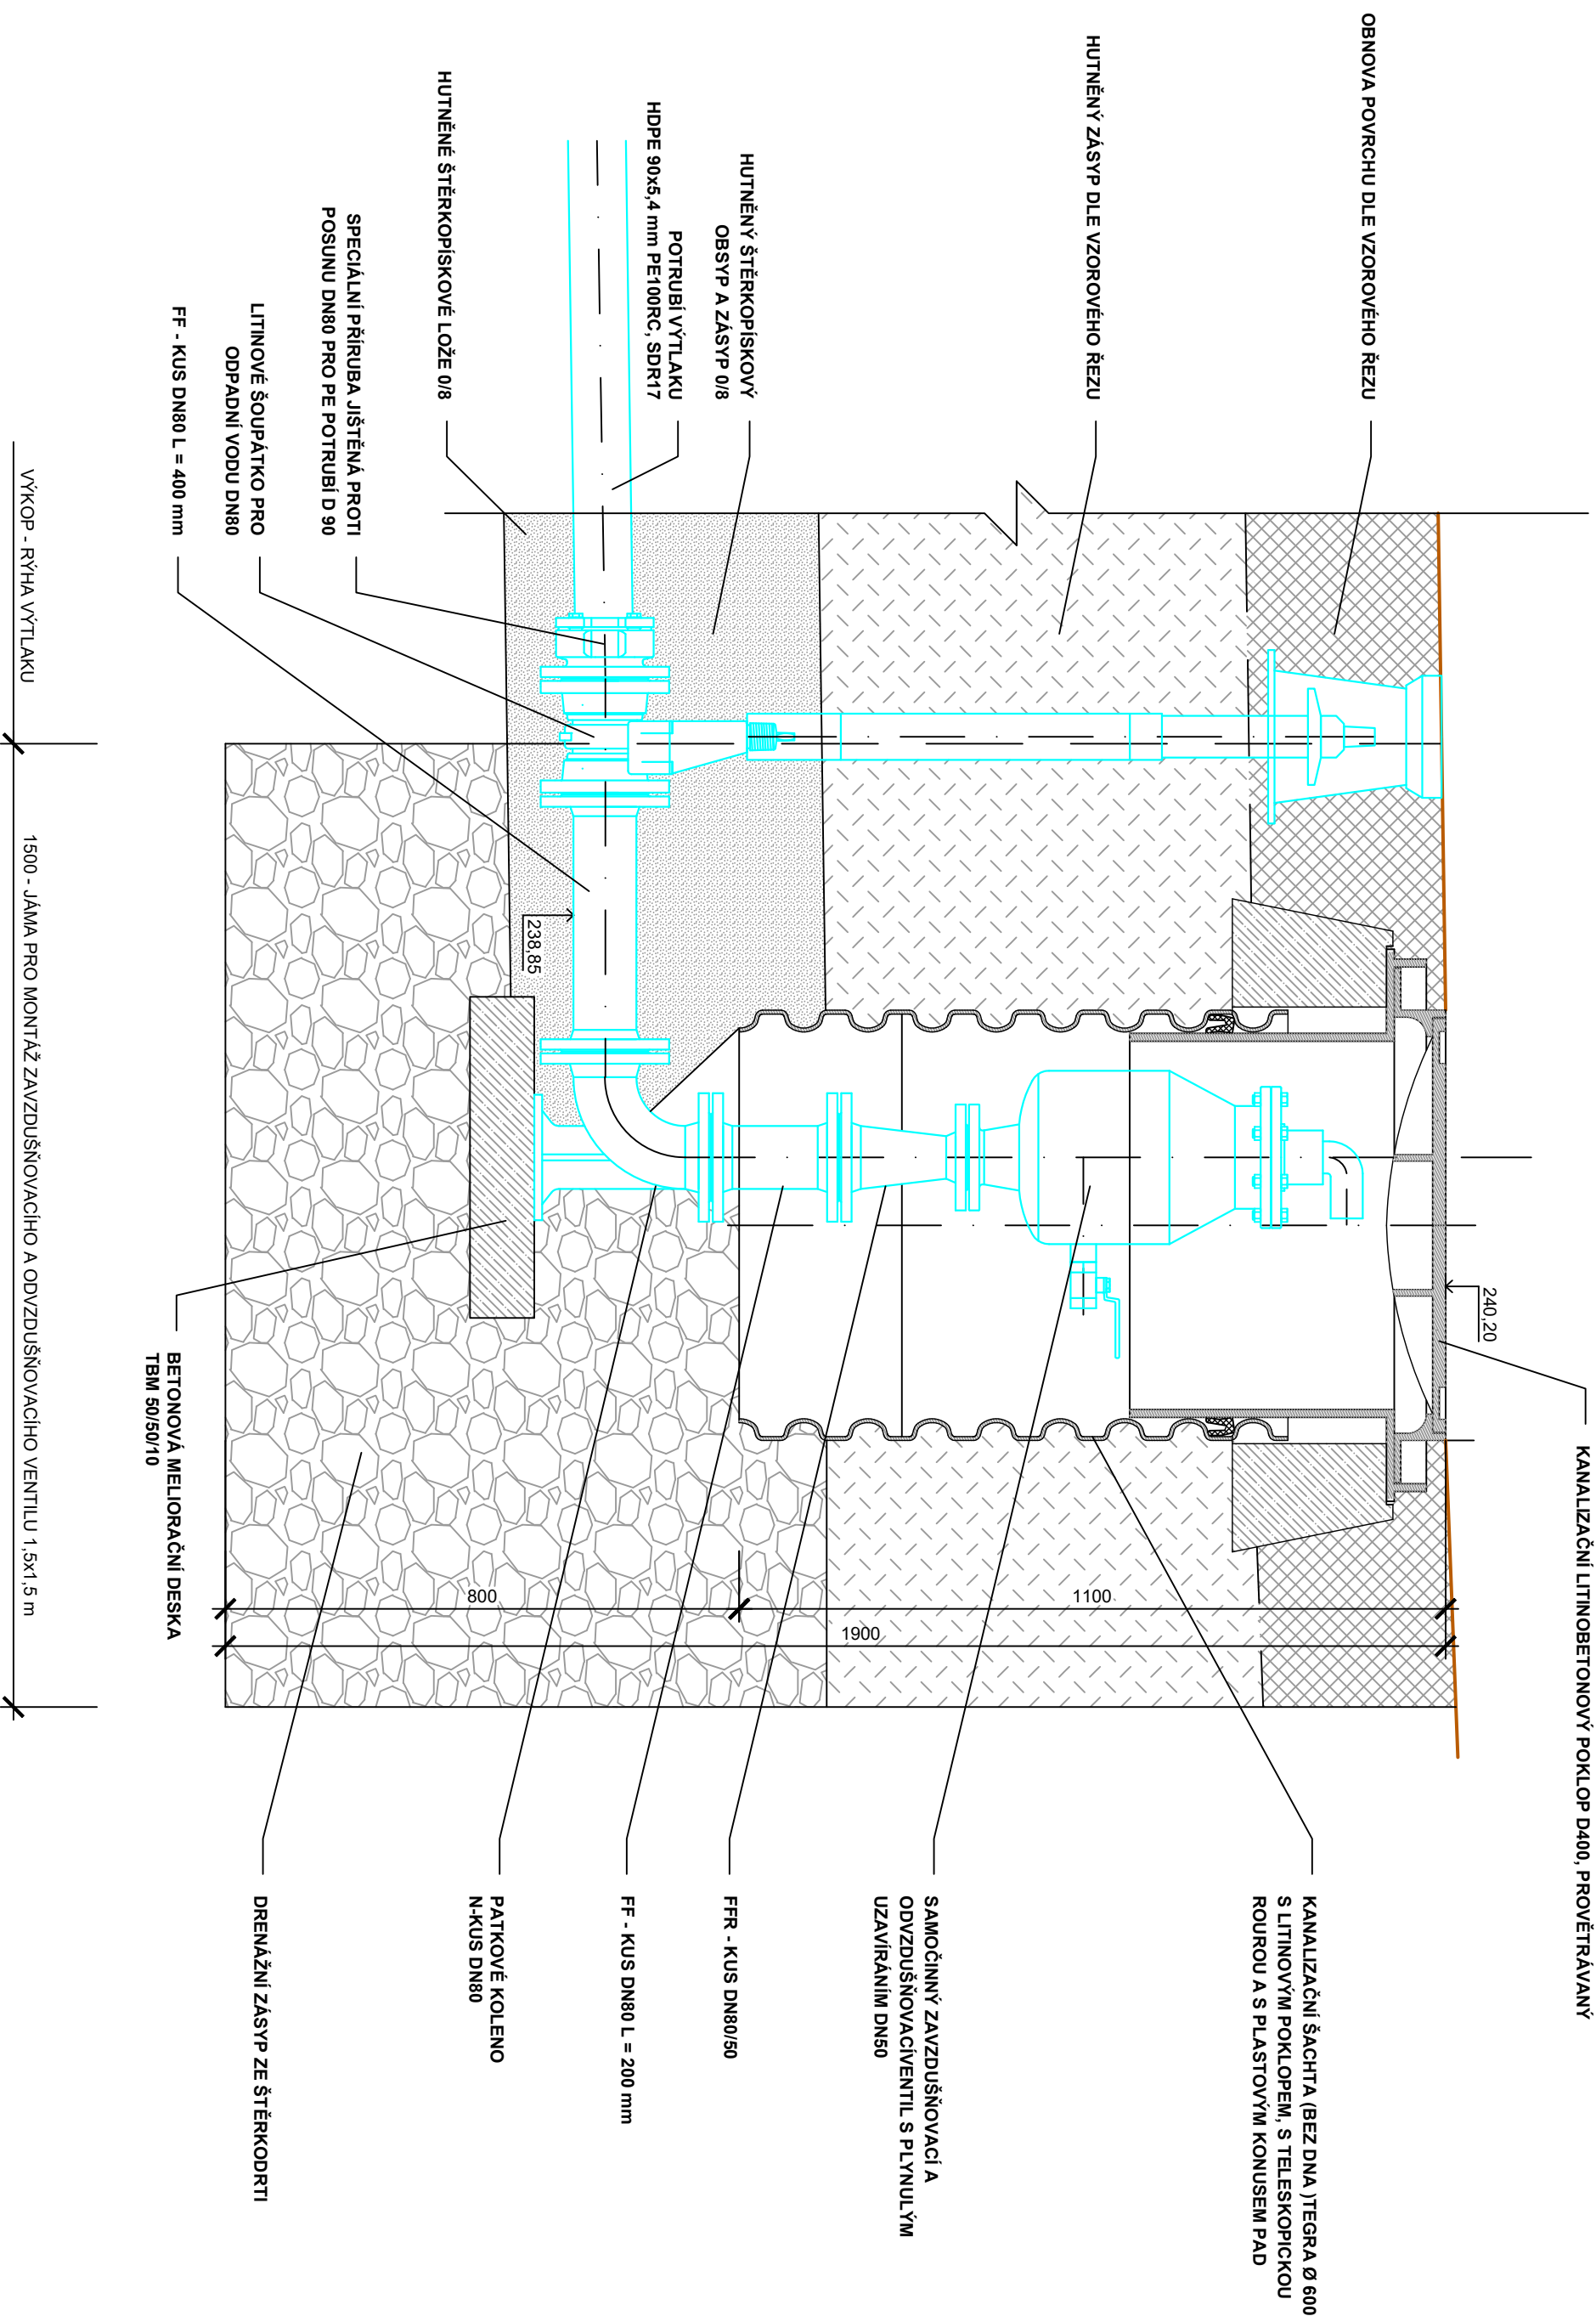 OBNOVA POVRCHU DLE VZOROVÉHO ŘEZU
HUTNĚNÝ ZÁSYP DLE VZOROVÉHO ŘEZU
HUTNĚNÝ ŠTĚRKOPÍSKOVÝ
OBSYP A ZÁSYP 0/8
POTRUBÍ VÝTLAKU
HDPE 90x5,4 mm PE100RC, SDR17
HUTNĚNÉ ŠTĚRKOPÍSKOVÉ LOŽE 0/8
SPECIÁLNÍ PŘÍRUBA JIŠTĚNÁ PROTI
POSUNU DN80 PRO PE POTRUBÍ D 90
LITINOVÉ ŠOUPÁTKO PRO
ODPADNÍ VODU DN80
FF - KUS DN80 L = 400 mm
238,85
240,20
800
1100
1900
KANALIZAČNÍ LITINOBETONOVÝ POKLOP D400, PROVĚTRÁVANÝ
KANALIZAČNÍ ŠACHTA (BEZ DNA )TEGRA Ø 600
S LITINOVÝM POKLOPEM, S TELESKOPICKOU
ROUROU A S PLASTOVÝM KONUSEM PAD
SAMOČINNÝ ZAVZDUŠŇOVACÍ A
ODVZDUŠŇOVACÍVENTIL S PLYNULÝM
UZAVÍRÁNÍM DN50
FFR - KUS DN80/50
FF - KUS DN80 L = 200 mm
PATKOVÉ KOLENO
N-KUS DN80
DRENÁŽNÍ ZÁSYP ZE ŠTĚRKODRTI
BETONOVÁ MELIORAČNÍ DESKA
TBM 50/50/10
VÝKOP - RÝHA VÝTLAKU
1500 - JÁMA PRO MONTÁŽ ZAVZDUŠŇOVACÍHO A ODVZDUŠŇOVACÍHO VENTILU 1,5x1,5 m